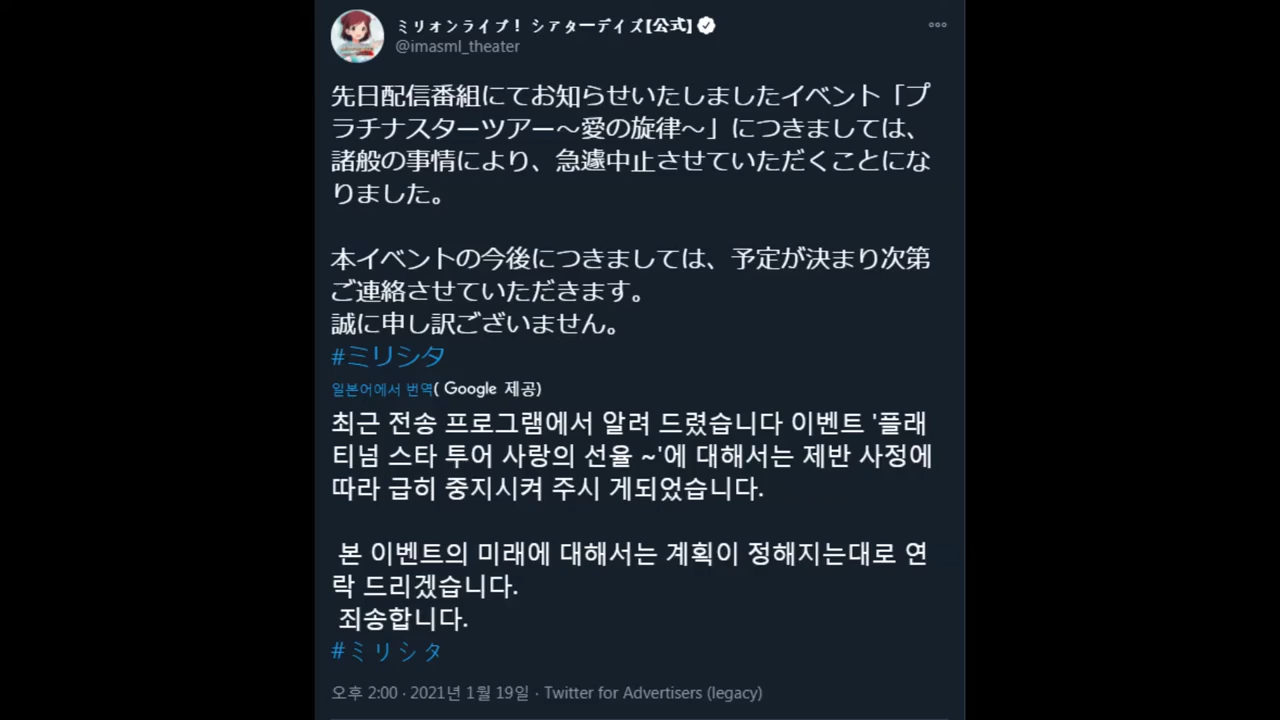 ミリオンライブ！ シアターデイズ【公式】
@imasml_theater
先日配信番組にてお知らせいたしましたイベント「プ
ラチナスターツアー～愛の旋律～」につきましては、
諸般の事情により、急遽中止させていただくことにな
りました。
本イベントの今後につきましては、予定が決まり次第
ご連絡させていただきます。
誠に申し訳ございません。
#ミリシタ
일본어에서 번역( Google 제공)
최근 전송 프로그램에서 알려 드렸습니다 이벤트 '플래
티넘 스타 투어 사랑의 선율 ~'에 대해서는 제반 사정에
따라 급히 중지시켜 주시 게되었습니다.
본 이벤트의 미래에 대해서는 계획이 정해지는대로 연
락 드리겠습니다.
죄송합니다.
#ミリシタ
오후 2:00 · 2021년 1월 19일 · Twitter for Advertisers (legacy)